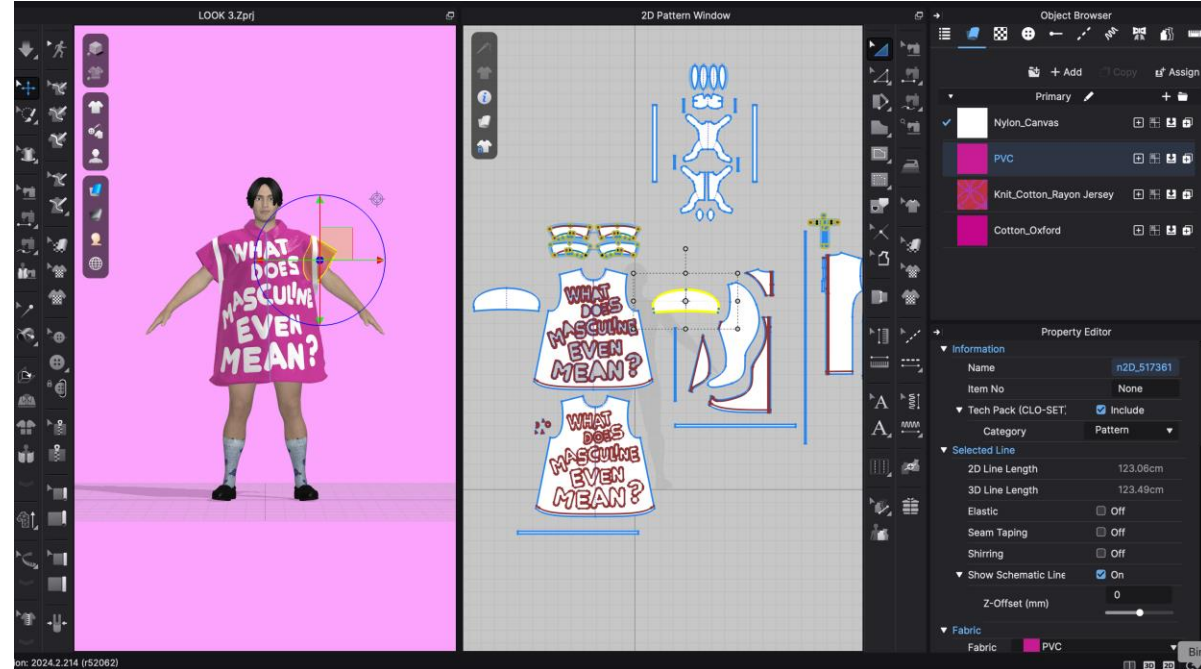 LOOK 3.Zprj
2D Pattern Window
Object Browser
+ Add
Copy
Assign
Primary
Nylon_Canvas
PVC
Knit_Cotton_Rayon Jersey
Cotton_Oxford
WHAT
DOES
MASCULINE
EVEN
MEAN?
WHAT
DOES
MASCULINE
EVEN
MEAN?
WHAT
DOES
MASCULINE
EVEN
MEAN?
Property Editor
Information
Name n2D_517361
Item No None
Tech Pack (CLO-SET) Include
Category Pattern
Selected Line
2D Line Length 123.06cm
3D Line Length 123.49cm
Elastic Off
Seam Taping Off
Shirring Off
Show Schematic Line On
Z-Offset (mm) 0
Fabric
Fabric PVC
ion: 2024.2.214 (r52062)
3D 2D